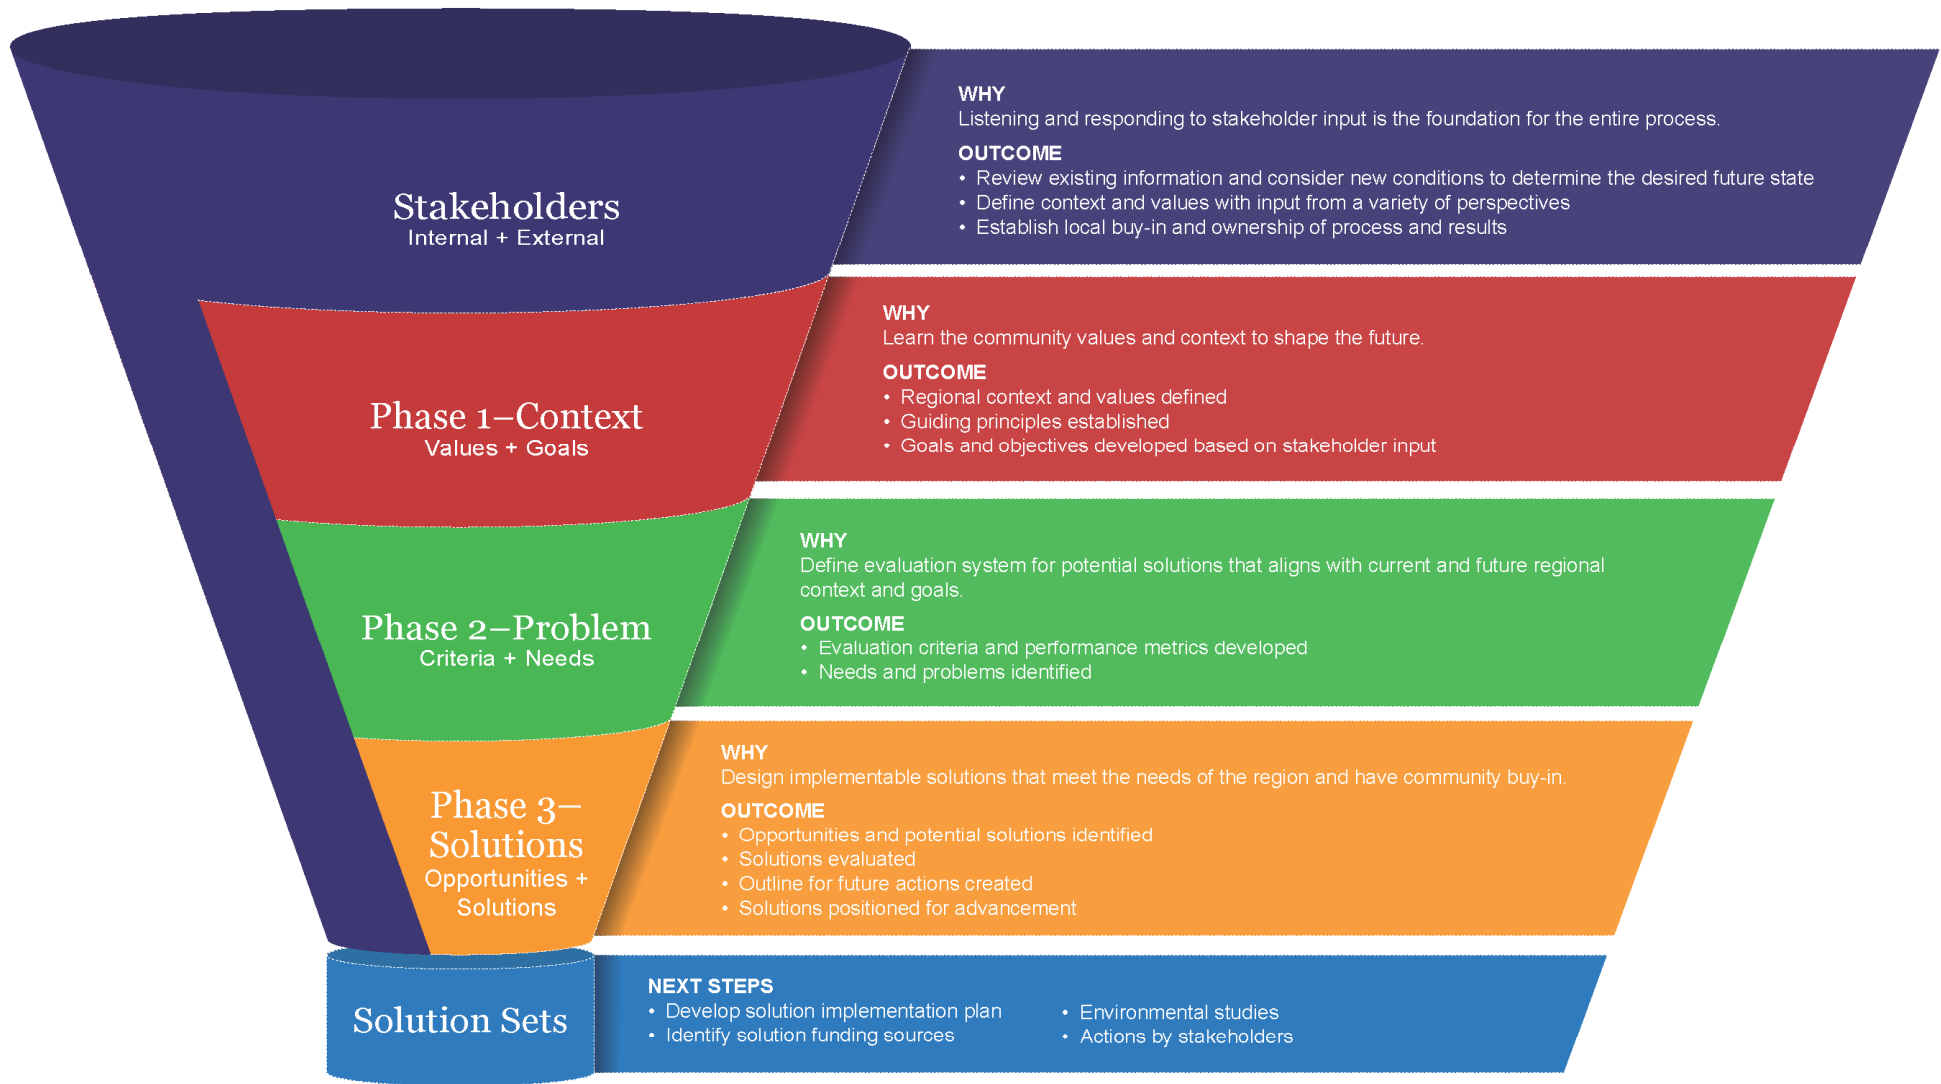 Stakeholders
Internal + External
WHY
Listening and responding to stakeholder input is the foundation for the entire process.
OUTCOME
• Review existing information and consider new conditions to determine the desired future state
• Define context and values with input from a variety of perspectives
• Establish local buy-in and ownership of process and results
Phase 1–Context
Values + Goals
WHY
Learn the community values and context to shape the future.
OUTCOME
• Regional context and values defined
• Guiding principles established
• Goals and objectives developed based on stakeholder input
Phase 2–Problem
Criteria + Needs
WHY
Define evaluation system for potential solutions that aligns with current and future regional
context and goals.
OUTCOME
• Evaluation criteria and performance metrics developed
• Needs and problems identified
Phase 3–
Solutions
Opportunities +
Solutions
WHY
Design implementable solutions that meet the needs of the region and have community buy-in.
OUTCOME
• Opportunities and potential solutions identified
• Solutions evaluated
• Outline for future actions created
• Solutions positioned for advancement
Solution Sets
NEXT STEPS
• Develop solution implementation plan
• Identify solution funding sources
• Environmental studies
• Actions by stakeholders